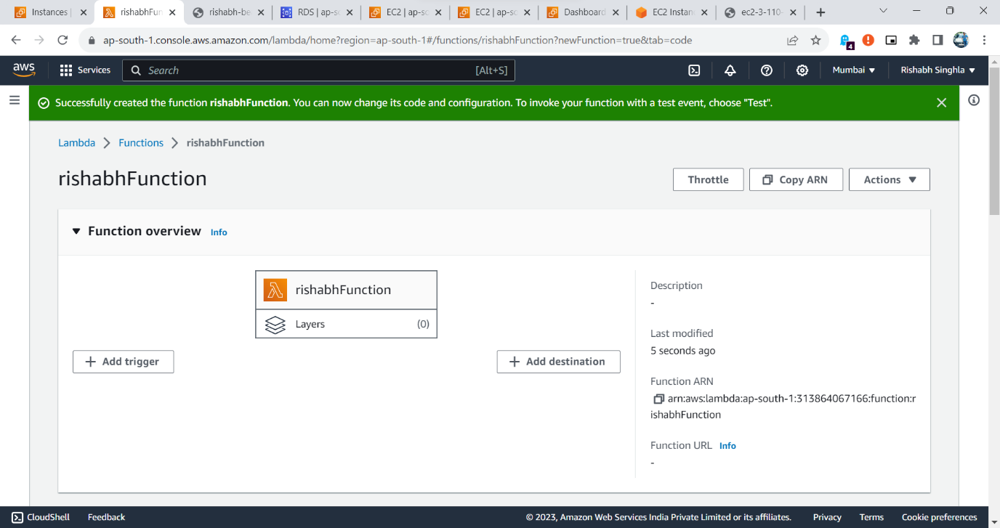 Instances |
rishabhFun
rishabh-be
RDS | ap-so
EC2 | ap-so
EC2 | ap-so
Dashboard
EC2 Instan
ec2-3-110-
ap-south-1.console.aws.amazon.com/lambda/home?region=ap-south-1#/functions/rishabhFunction?newFunction=true&tab=code
4
aws
Services
Search
[Alt+S]
Mumbai
Rishabh Singhla
Successfully created the function rishabhFunction. You can now change its code and configuration. To invoke your function with a test event, choose "Test".
Lambda
Functions
rishabhFunction
rishabhFunction
Throttle
Copy ARN
Actions
Function overview
Info
rishabhFunction
Layers
(0)
Add trigger
Add destination
Description
-
Last modified
5 seconds ago
Function ARN
arn:aws:lambda:ap-south-1:313864067166:function:r
ishabhFunction
Function URL
Info
-
CloudShell
Feedback
© 2023, Amazon Web Services India Private Limited or its affiliates.
Privacy
Terms
Cookie preferences